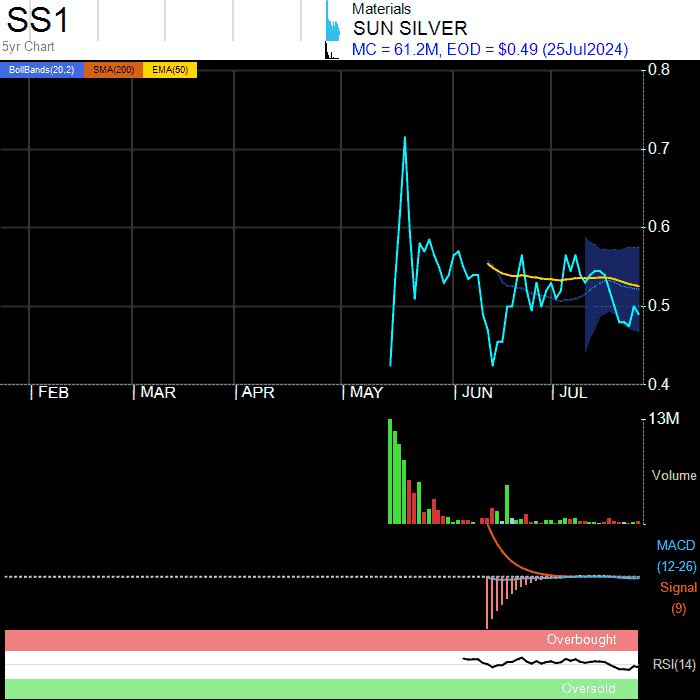 SS1
5yr Chart
Materials
SUN SILVER
MC = 61.2M, EOD = $0.49 (25Jul2024)
BollBands(20,2) SMA(200) EMA(50)
0.8
0.7
0.6
0.5
0.4
FEB MAR APR MAY JUN JUL
13M
Volume
MACD
(12-26)
Signal
(9)
Overbought
RSI(14)
Oversold